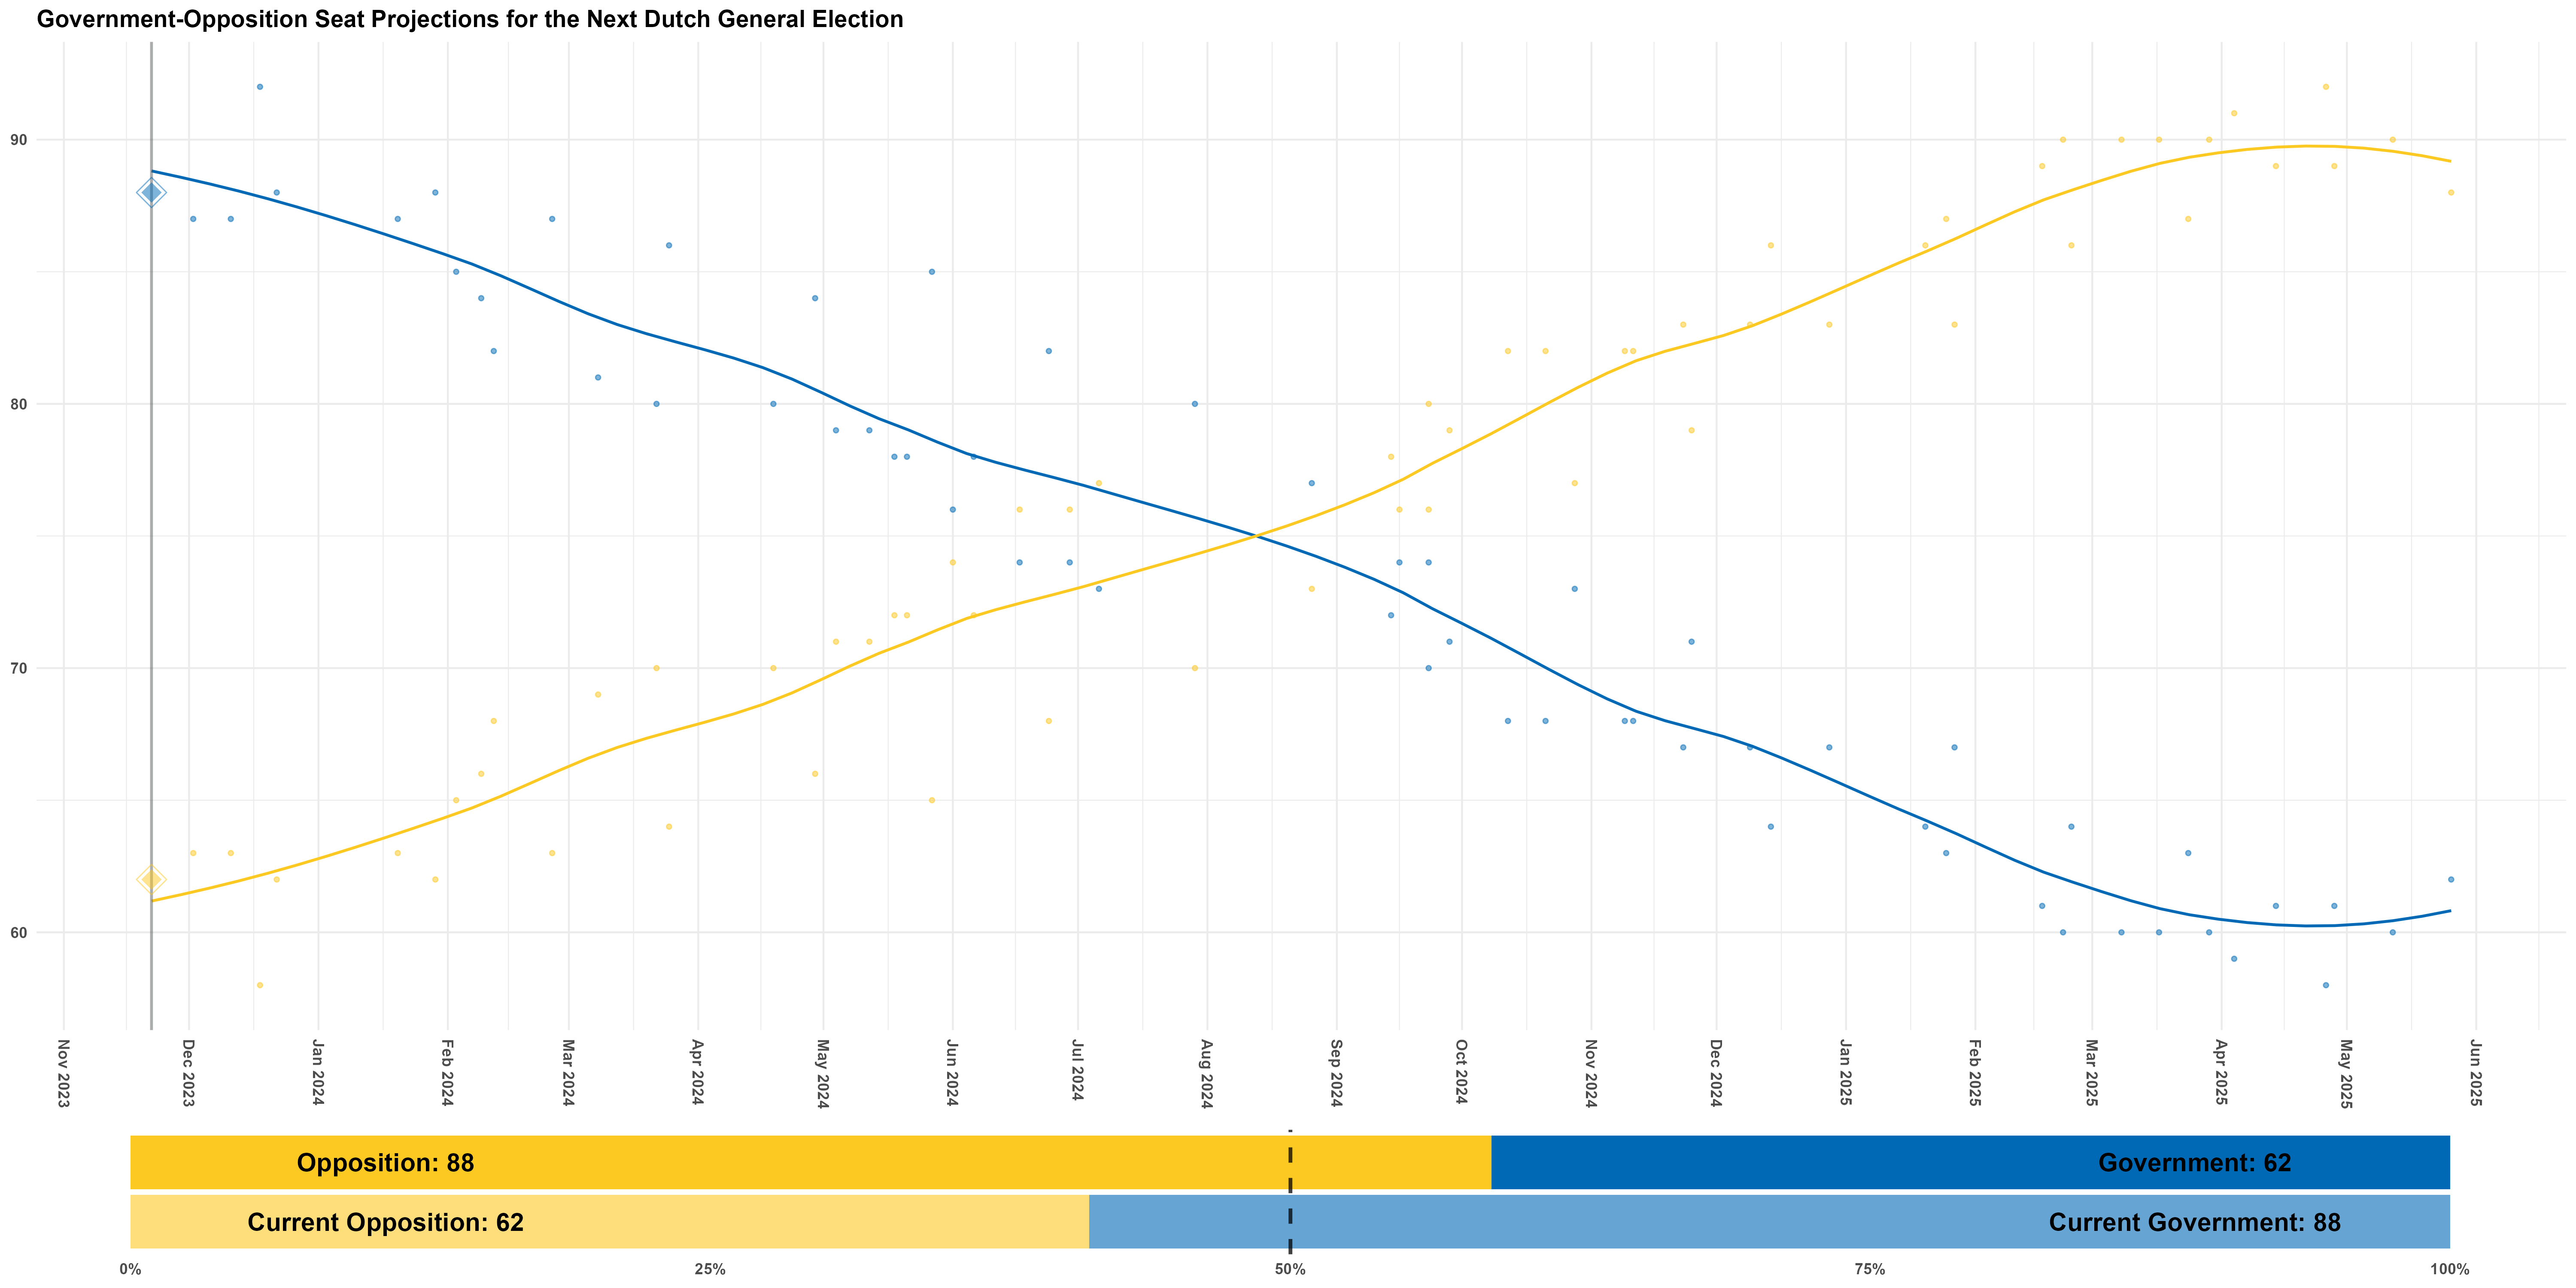 Government-Opposition Seat Projections for the Next Dutch General Election
90
80
70
60
Nov 2023
Dec 2023
Jan 2024
Feb 2024
Mar 2024
Apr 2024
May 2024
Jun 2024
Jul 2024
Aug 2024
Sep 2024
Oct 2024
Nov 2024
Dec 2024
Jan 2025
Feb 2025
Mar 2025
Apr 2025
May 2025
Jun 2025
Opposition: 88
Government: 62
Current Opposition: 62
Current Government: 88
0%
25%
50%
75%
100%